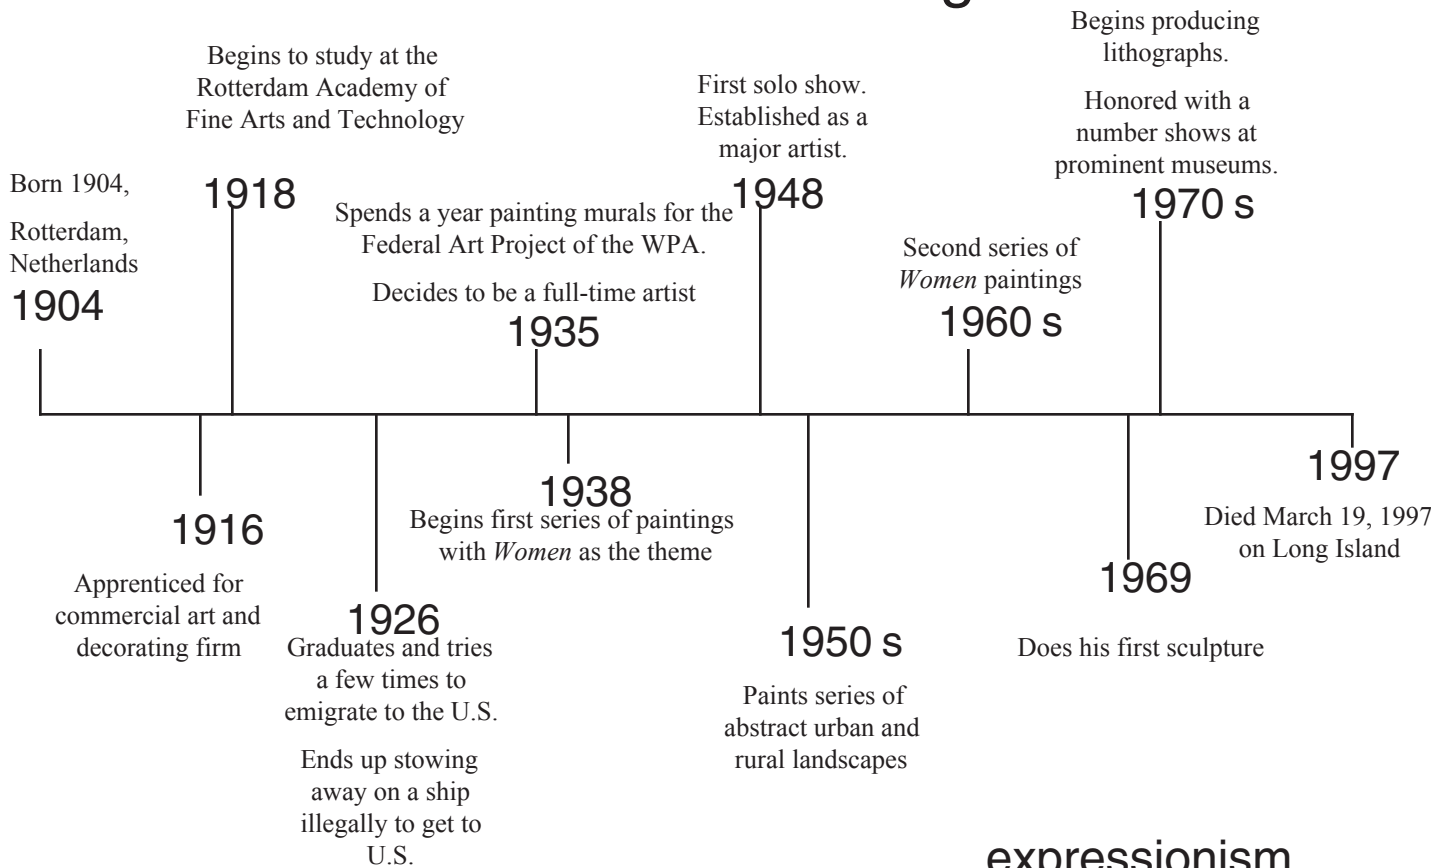 Begins producing
lithographs.
Honored with a
number shows at
prominent museums.
1970 s
Begins to study at the
Rotterdam Academy of
Fine Arts and Technology
1918
First solo show.
Established as a
major artist.
1948
Born 1904,
Rotterdam,
Netherlands
1904
Spends a year painting murals for the
Federal Art Project of the WPA.
Decides to be a full-time artist
1935
Second series of
Women paintings
1960 s
1916
Apprenticed for
commercial art and
decorating firm
1926
Graduates and tries
a few times to
emigrate to the U.S.
Ends up stowing
away on a ship
illegally to get to
U.S.
1938
Begins first series of paintings
with Women as the theme
1950 s
Paints series of
abstract urban and
rural landscapes
1969
Does his first sculpture
1997
Died March 19, 1997
on Long Island
expressionism